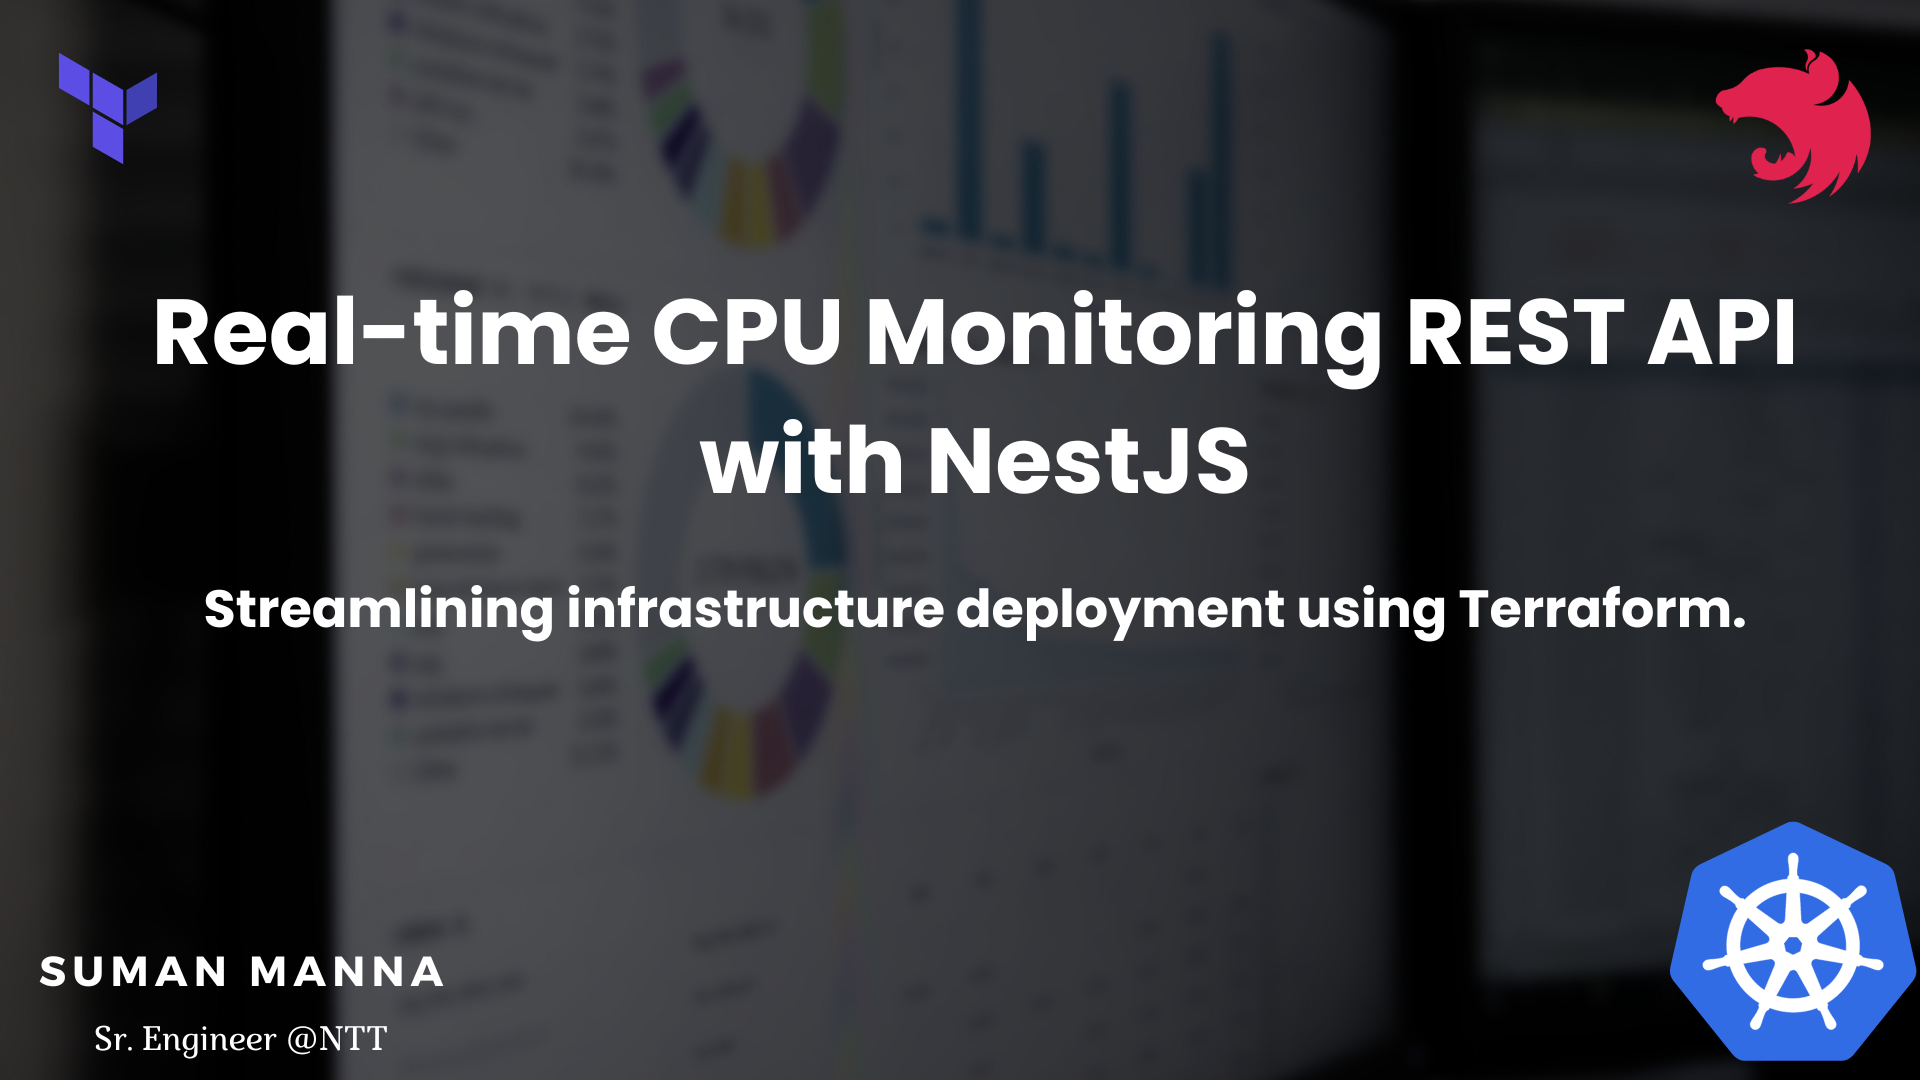 Real-time CPU Monitoring REST API
with NestJS
Streamlining infrastructure deployment using Terraform.
SUMAN MANNA
Sr. Engineer @NTT